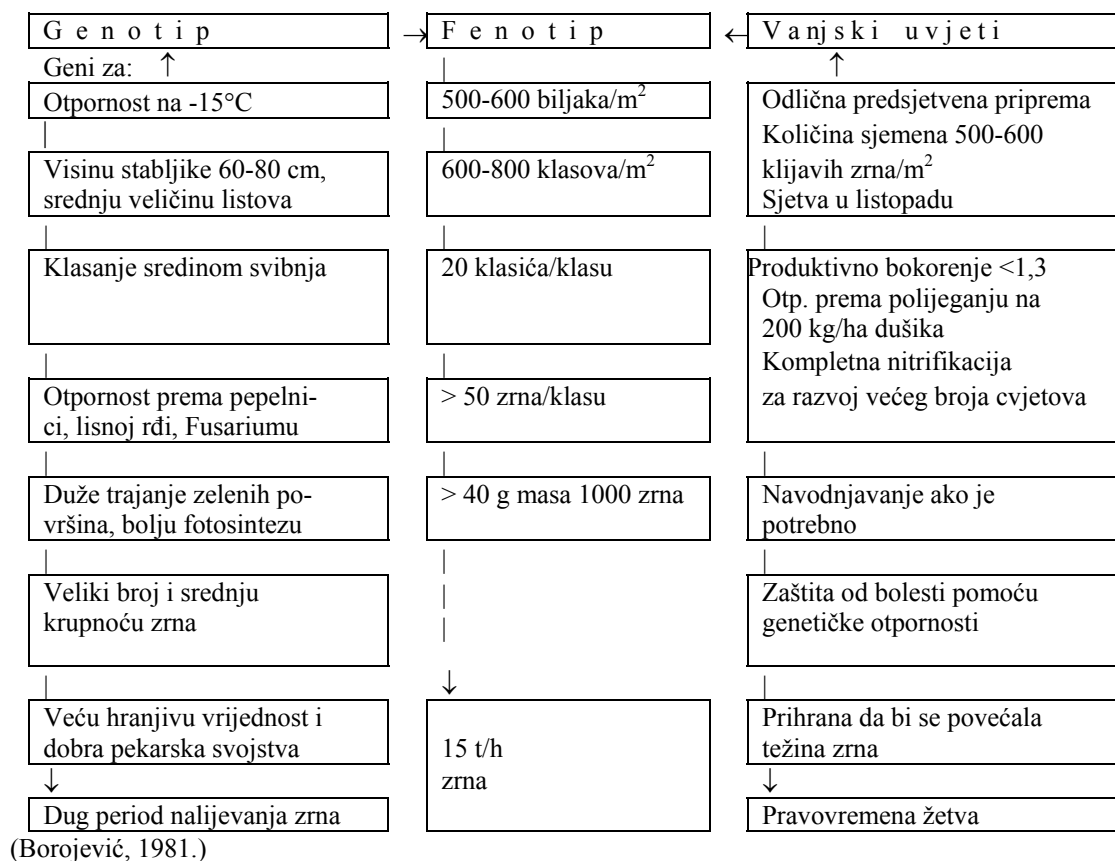 G e n o t i p
Geni za:
Otpornost na -15°C
Visinu stabljike 60-80 cm,
srednju veličinu listova
Klasanje sredinom svibnja
Otpornost prema pepelni-
ci, lisnoj rđi, Fusariumu
Duže trajanje zelenih po-
vršina, bolju fotosintezu
Veliki broj i srednju
krupnoću zrna
Veću hranjivu vrijednost i
dobra pekarska svojstva
Dug period nalijevanja zrna
F e n o t i p
500-600 biljaka/m²
600-800 klasova/m²
20 klasića/klasu
> 50 zrna/klasu
> 40 g masa 1000 zrna
15 t/h
zrna
V a nj s k i u v j e t i
Odlična predsjetvena priprema
Količina sjemena 500-600
klijavih zrna/m²
Sjetva u listopadu
Produktivno bokorenje <1,3
Otp. prema polijeganju na
200 kg/ha dušika
Kompletna nitrifikacija
za razvoj većeg broja cvjetova
Navodnjavanje ako je
potrebno
Zaštita od bolesti pomoću
genetičke otpornosti
Prihrana da bi se povećala
težina zrna
Pravovremena žetva
(Borojević, 1981.)